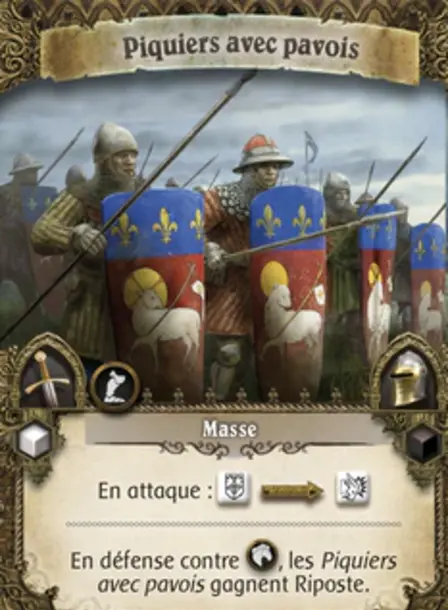 Piquiers avec pavois
Masse
En attaque :
En défense contre , les Piquiers
avec pavois gagnent Riposte.